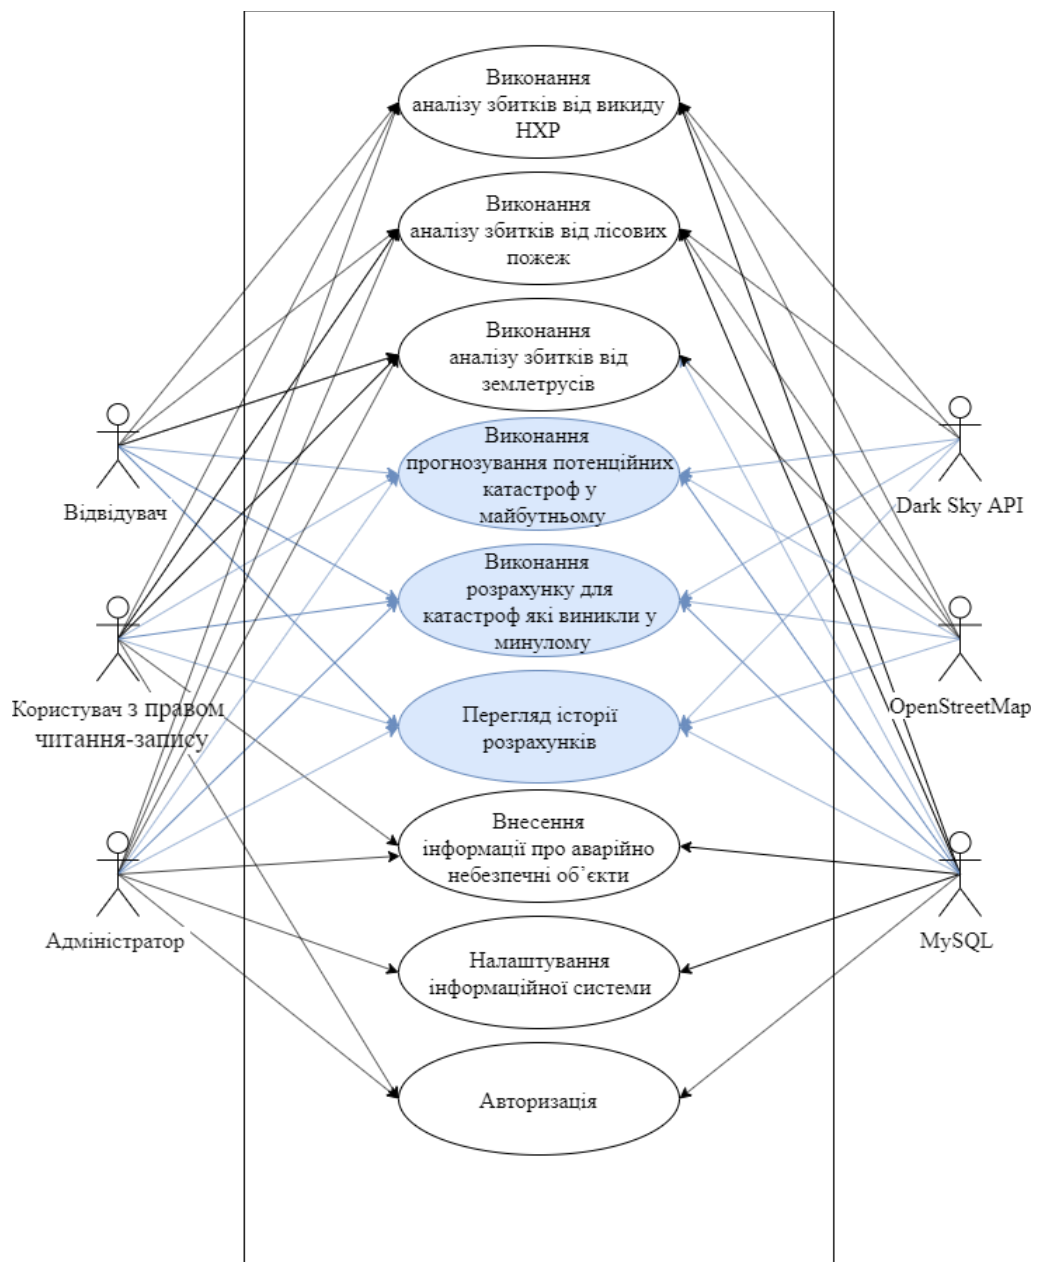 Виконання
аналізу збитків від викиду
НХР
Виконання
аналізу збитків від лісових
пожеж
Виконання
аналізу збитків від
землетрусів
Виконання
прогнозування потенційних
катастроф у
майбутньому
Виконання
розрахунку для
катастроф які виникли у
минулому
Перегляд історії
розрахунків
Внесення
інформації про аварійно
небезпечні об’єкти
Налаштування
інформаційної системи
Авторизація
Відвідувач
Користувач з правом
читання-запису
Адміністратор
Dark Sky API
OpenStreetMap
MySQL